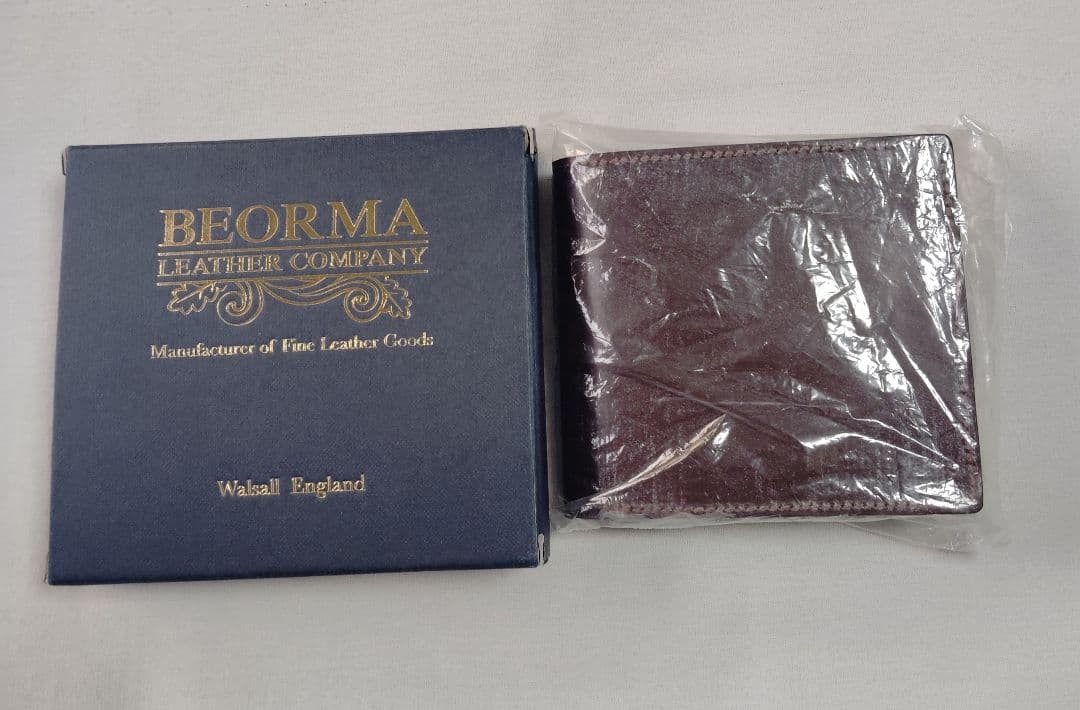 BEORMA
LEATHER COMPANY
Manufacturer of Fine Leather Goods
Walsall England